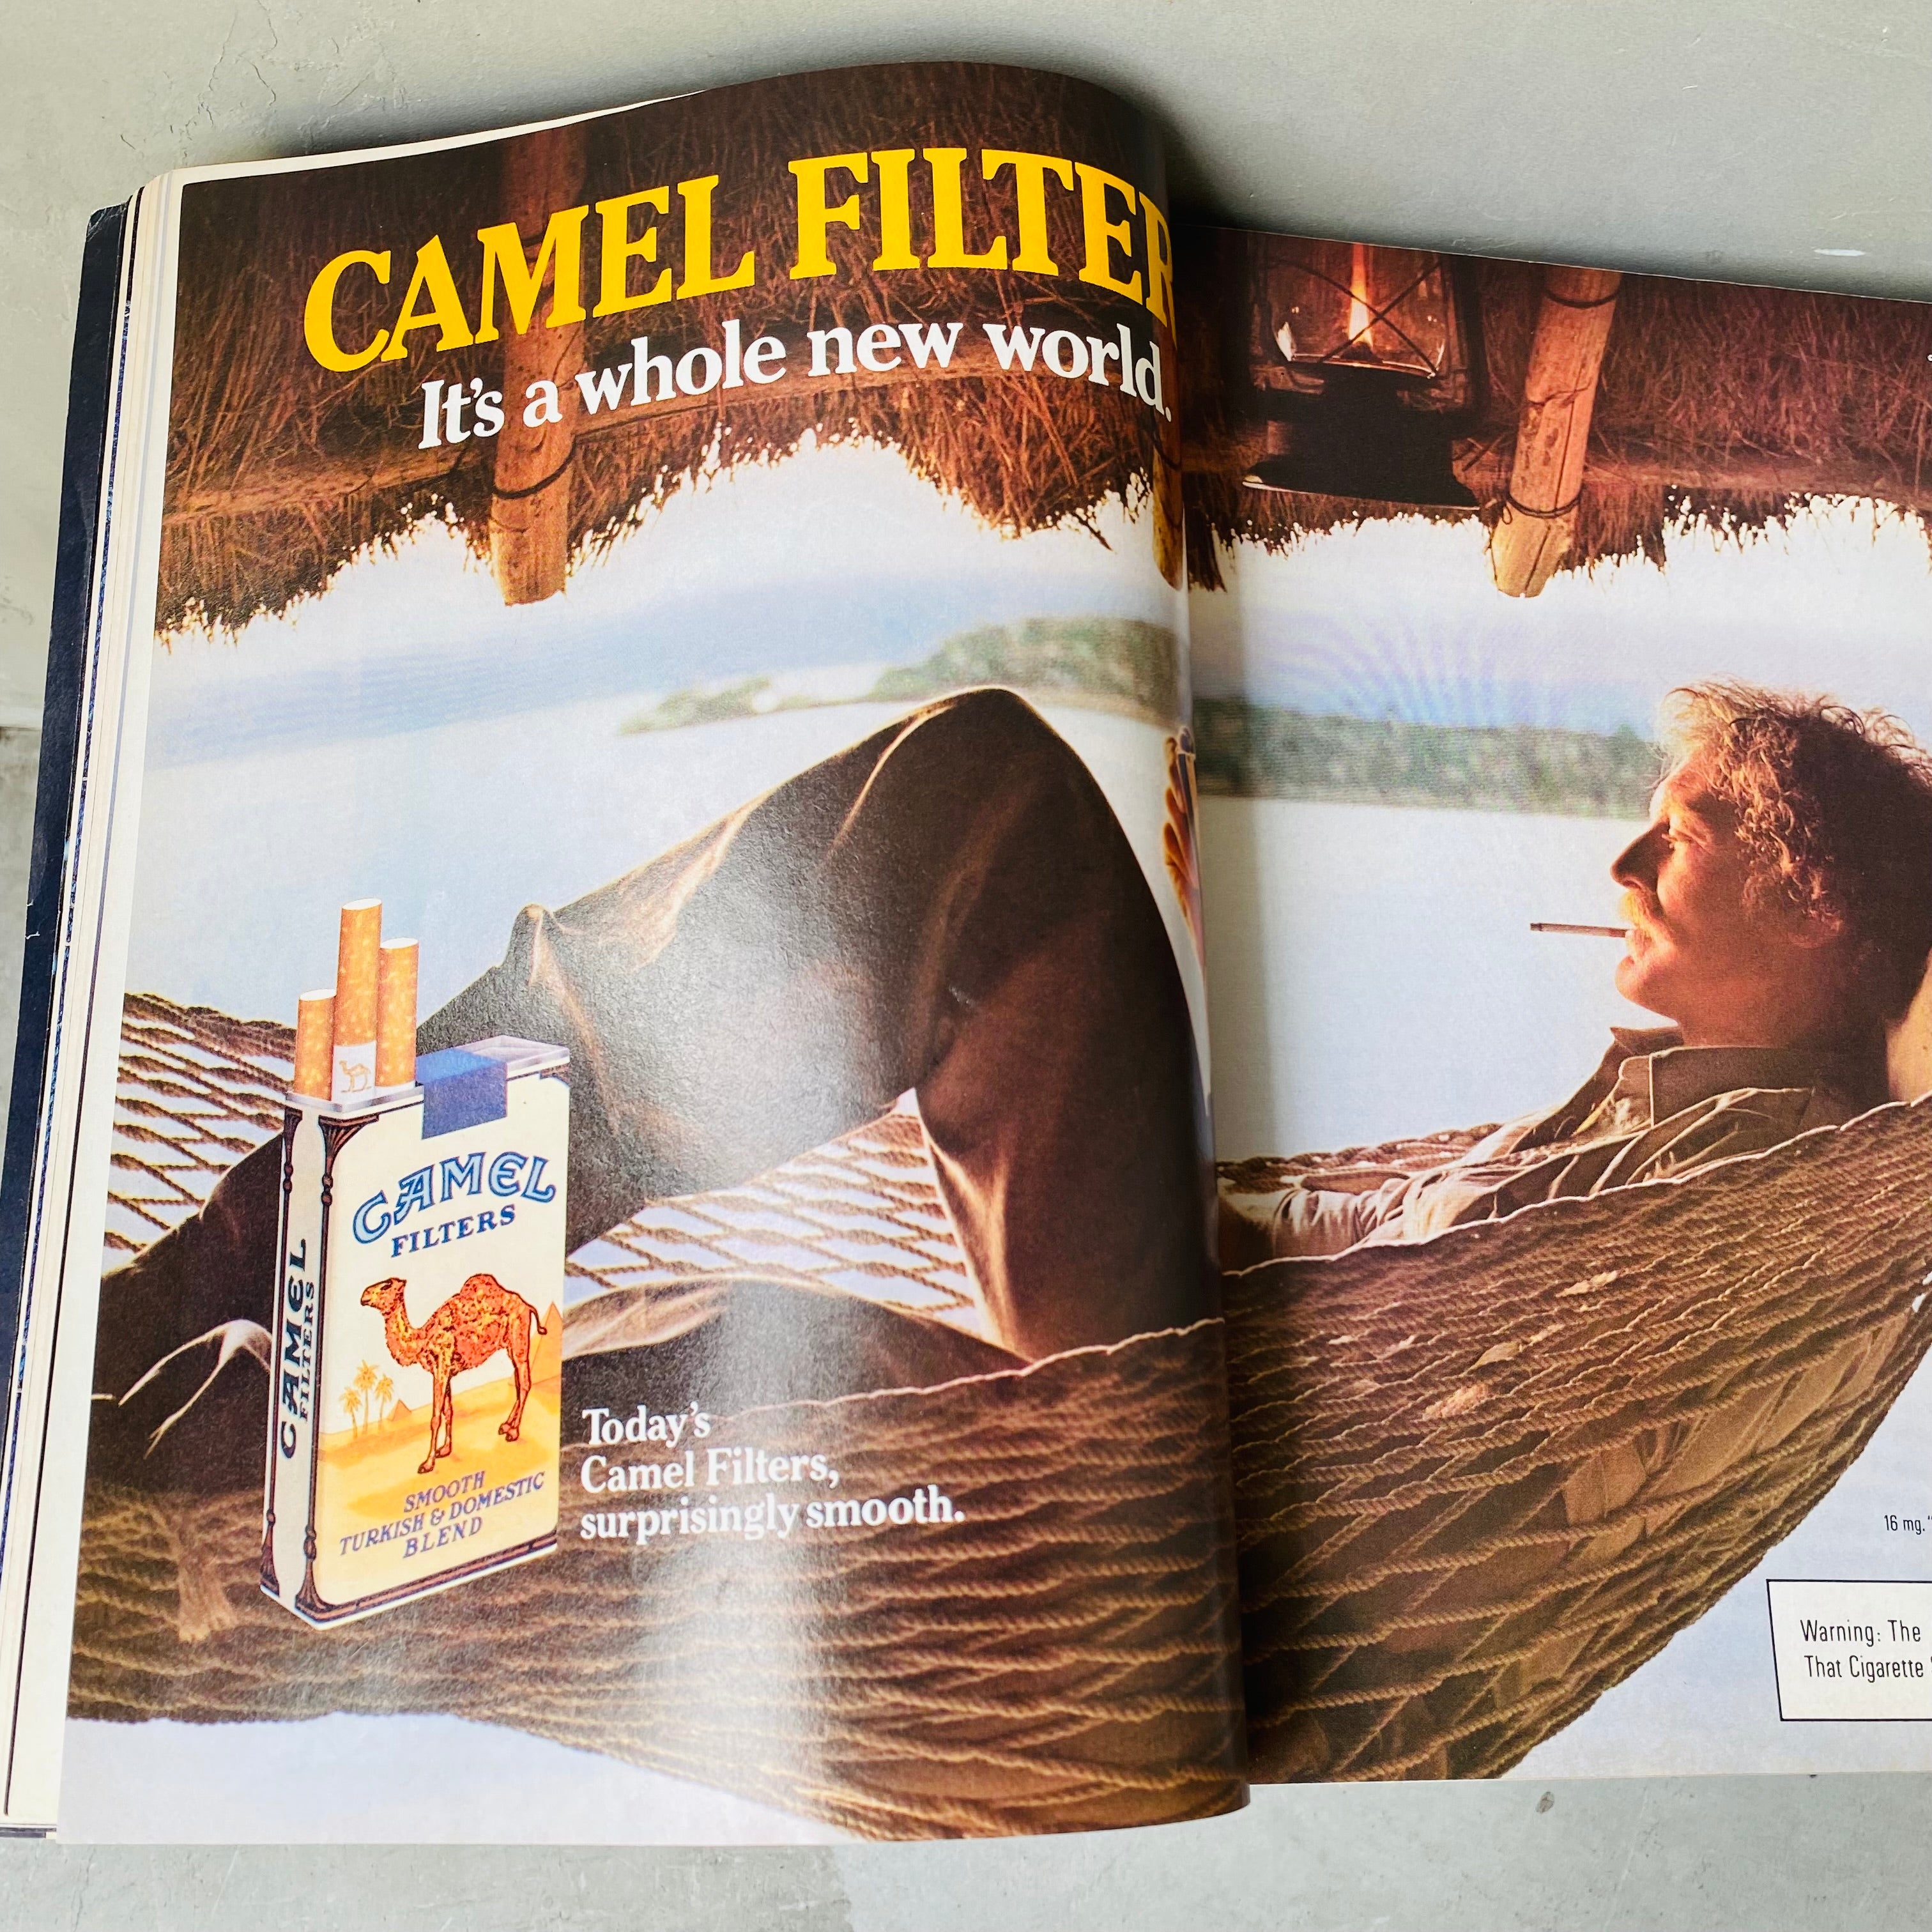 CAMEL FILTER
It's a whole new world.
CAMEL
FILTERS
CAMEL
FILTERS
SMOOTH
TURKISH & DOMESTIC
BLEND
Today's
Camel Filters,
surprisingly smooth.
16 mg. "
Warning: The
That Cigarette